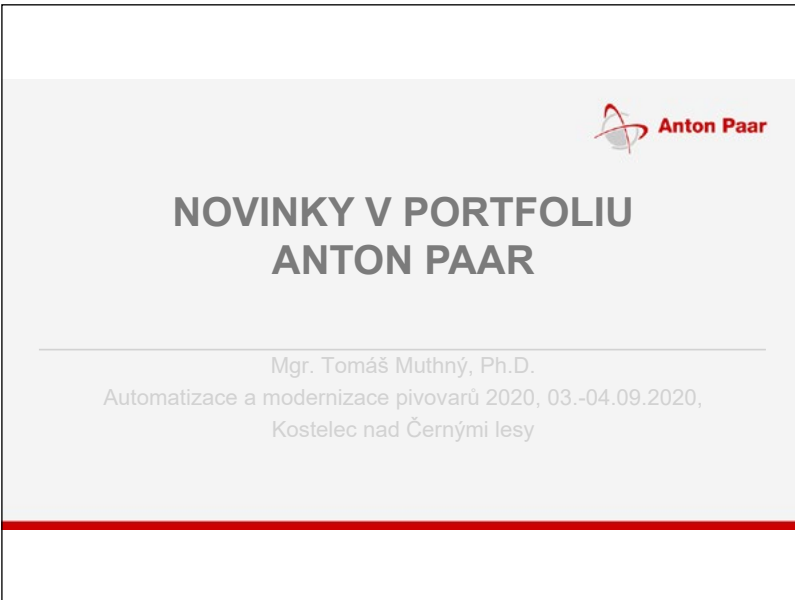 Anton Paar
NOVINKY V PORTFOLIU
ANTON PAAR
Mgr. Tomáš Muthný, Ph.D.
Automatizace a modernizace pivovarů 2020, 03.-04.09.2020,
Kostelec nad Černými lesy